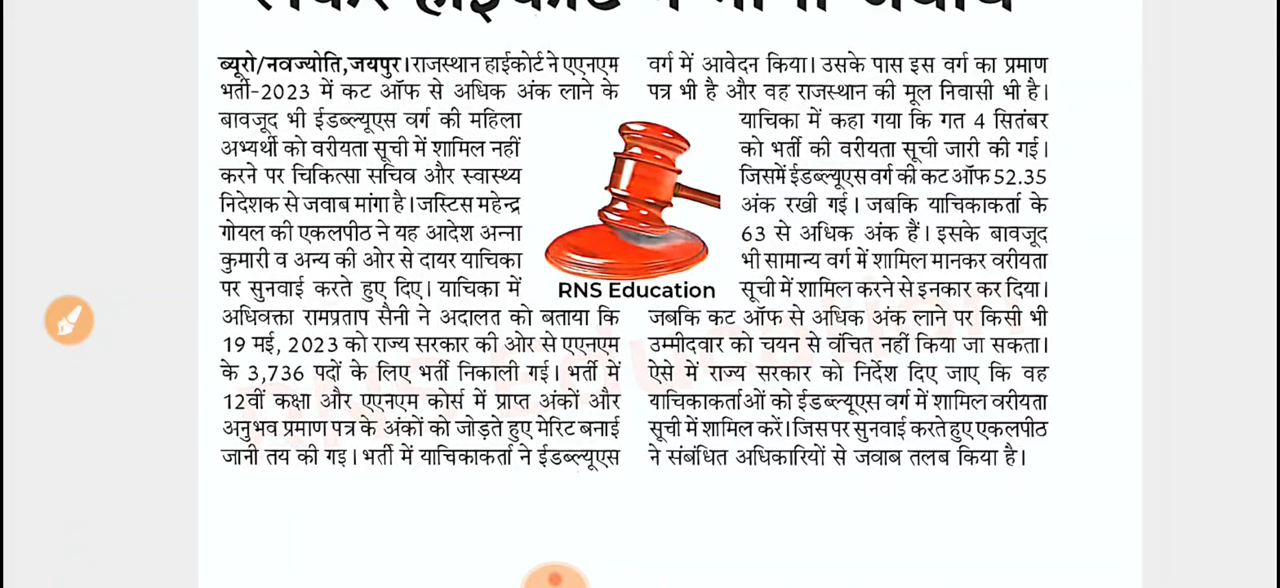 ब्यूरो/नवज्योति,जयपुर। राजस्थान हाईकोर्ट ने एएनएम
भर्ती-2023 में कट ऑफ से अधिक अंक लाने के
बावजूद भी ईडब्ल्यूएस वर्ग की महिला
अभ्यर्थी को वरीयता सूची में शामिल नहीं
करने पर चिकित्सा सचिव और स्वास्थ्य
निदेशक से जवाब मांगा है। जस्टिस महेन्द्र
गोयल की एकलपीठ ने यह आदेश अन्ना
कुमारी व अन्य की ओर से दायर याचिका
पर सुनवाई करते हुए दिए। याचिका में
अधिवक्ता रामप्रताप सैनी ने अदालत को बताया कि
19 मई, 2023 को राज्य सरकार की ओर से एएनएम
के 3,736 पदों के लिए भर्ती निकाली गई। भर्ती में
12वीं कक्षा और एएनएम कोर्स में प्राप्त अंकों और
अनुभव प्रमाण पत्र के अंकों को जोड़ते हुए मेरिट बनाई
जानी तय की गइ। भर्ती में याचिकाकर्ता ने ईडब्ल्यूएस
वर्ग में आवेदन किया। उसके पास इस वर्ग का प्रमाण
पत्र भी है और वह राजस्थान की मूल निवासी भी है।
याचिका में कहा गया कि गत 4 सितंबर
को भर्ती की वरीयता सूची जारी की गई।
जिसमें ईडब्ल्यूएस वर्ग की कट ऑफ 52.35
अंक रखी गई। जबकि याचिकाकर्ता के
63 से अधिक अंक हैं। इसके बावजूद
भी सामान्य वर्ग में शामिल मानकर वरीयता
सूची में शामिल करने से इनकार कर दिया।
जबकि कट ऑफ से अधिक अंक लाने पर किसी भी
उम्मीदवार को चयन से वंचित नहीं किया जा सकता।
ऐसे में राज्य सरकार को निर्देश दिए जाए कि वह
याचिकाकर्ताओं को ईडब्ल्यूएस वर्ग में शामिल वरीयता
सूची में शामिल करें। जिस पर सुनवाई करते हुए एकलपीठ
ने संबंधित अधिकारियों से जवाब तलब किया है।
RNS Education
RNS Education